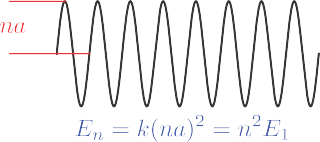 na
E_n = k(na)^2 = n^2E_1